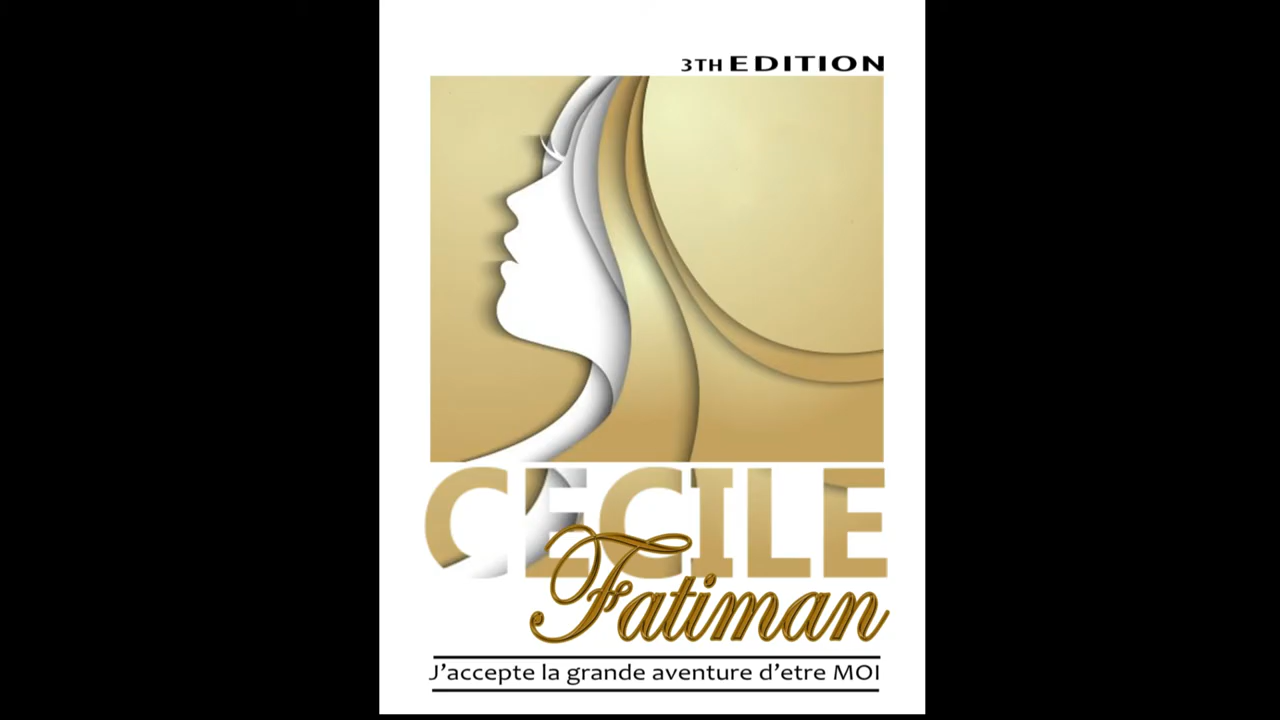 3TH EDITION
CECILE
Fatiman
J’accepte la grande aventure d’etre MOI